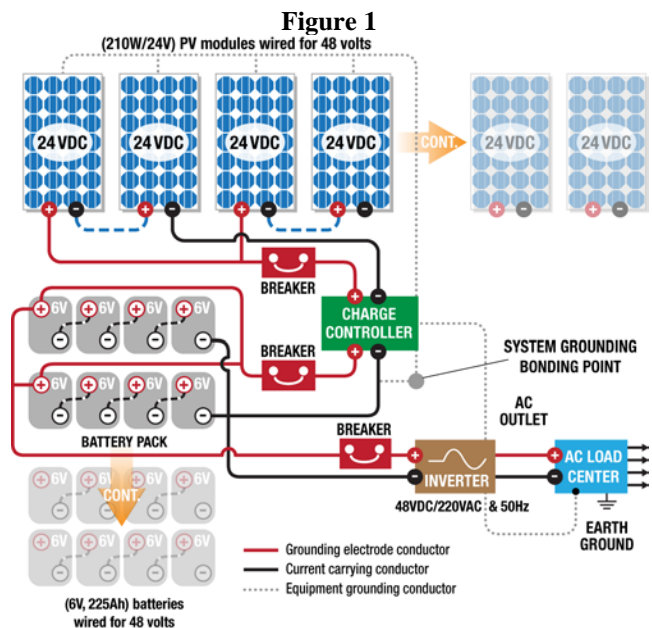 Figure 1
(210W/24V) PV modules wired for 48 volts
24 VDC
24 VDC
24 VDC
24 VDC
CONT.
24 VDC
24 VDC
+ − + − + − + −
+ − + −
BREAKER
+ −
CHARGE
CONTROLLER
+ −
+ 6V + 6V + 6V + 6V
− − − −
BREAKER
+ 6V + 6V + 6V + 6V
− − − −
SYSTEM GROUNDING
BONDING POINT
BATTERY PACK
BREAKER
AC
OUTLET
CONT.
+ 6V + 6V + 6V + 6V
− − − −
+ 6V + 6V + 6V + 6V
− − − −
+
−
INVERTER
48VDC/220VAC & 50Hz
+
−
AC LOAD
CENTER
EARTH
GROUND
Grounding electrode conductor
Current carrying conductor
Equipment grounding conductor
(6V, 225Ah) batteries
wired for 48 volts